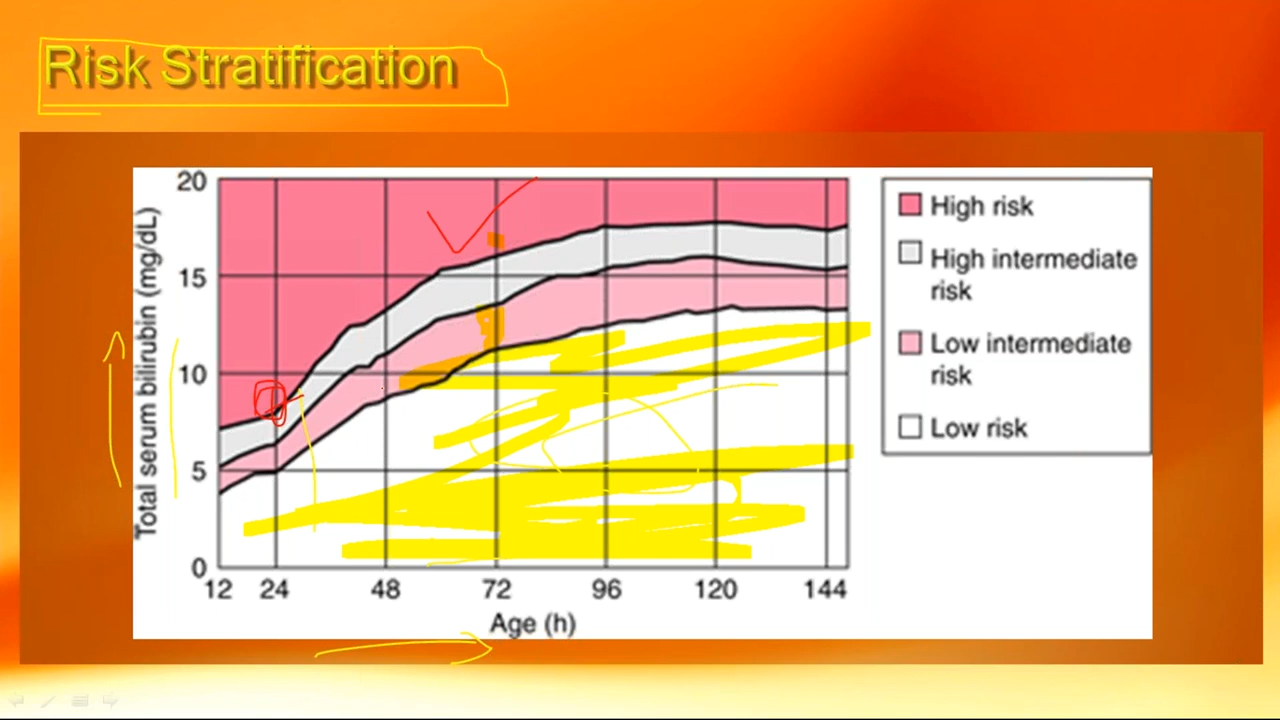 Risk Stratification
Total serum bilirubin (mg/dL)
20
15
10
5
0
12 24 48 72 96 120 144
Age (h)
High risk
High intermediate
risk
Low intermediate
risk
Low risk